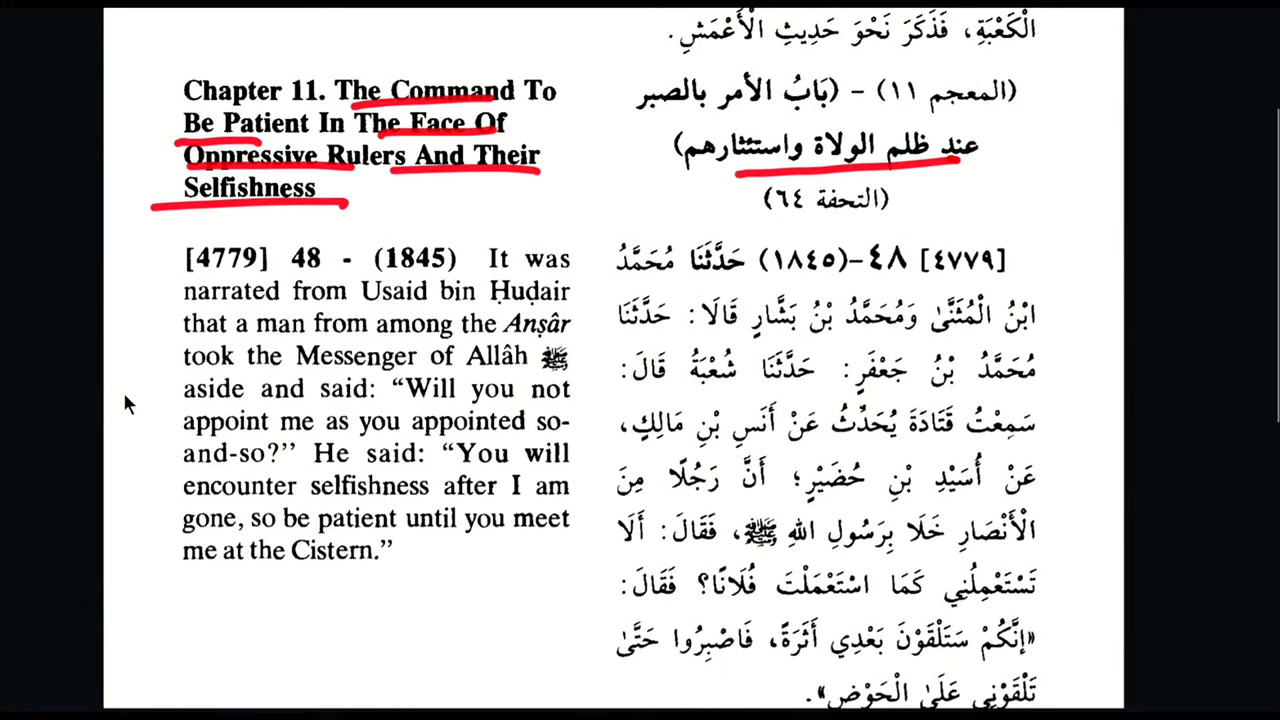 الْكَعْبَةِ، فَذَكَرَ نَحْوَ حَدِيثِ الْأَعْمَشِ.
Chapter 11. The Command To
Be Patient In The Face Of
Oppressive Rulers And Their
Selfishness
(المعجم ١١) - (بَابُ الأمر بالصبر
عند ظلم الولاة واستئثارهم)
(التحفة ٦٤)
[4779] 48 - (1845) It was
narrated from Usaid bin Ḥuḍair
that a man from among the Anṣâr
took the Messenger of Allâh ﷺ
aside and said: “Will you not
appoint me as you appointed so-
and-so?” He said: “You will
encounter selfishness after I am
gone, so be patient until you meet
me at the Cistern.”
[٤٧٧٩] ٤٨-(١٨٤٥) حَدَّثَنَا مُحَمَّدُ
ابْنُ الْمُثَنَّىٰ وَمُحَمَّدُ بْنُ بَشَّارٍ قَالَا: حَدَّثَنَا
مُحَمَّدُ بْنُ جَعْفَرٍ: حَدَّثَنَا شُعْبَةُ قَالَ:
سَمِعْتُ قَتَادَةَ يُحَدِّثُ عَنْ أَنَسِ بْنِ مَالِكٍ،
عَنْ أُسَيْدِ بْنِ حُضَيْرٍ؛ أَنَّ رَجُلًا مِنَ
الْأَنْصَارِ خَلَا بِرَسُولِ اللهِ ﷺ، فَقَالَ: أَلَا
تَسْتَعْمِلُنِي كَمَا اسْتَعْمَلْتَ فُلَانًا؟ فَقَالَ:
«إِنَّكُمْ سَتَلْقَوْنَ بَعْدِي أَثَرَةً، فَاصْبِرُوا حَتَّىٰ
تَلْقَوْنِي عَلَىٰ الْحَوْضِ».